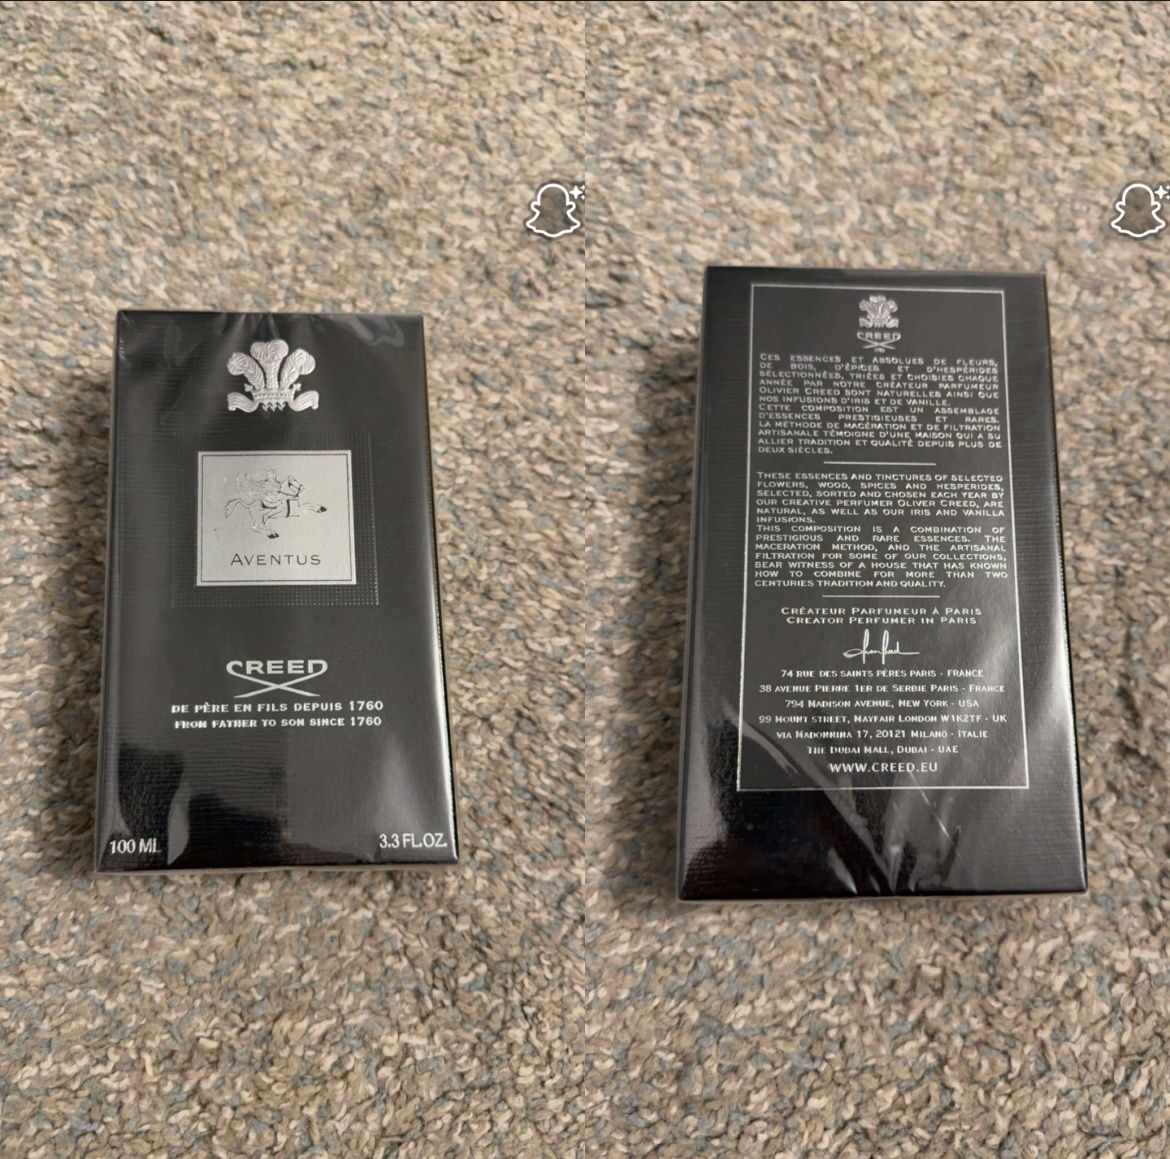 AVENTUS
CREED
DE PÈRE EN FILS DEPUIS 1760
FROM FATHER TO SON SINCE 1760
100 ML
3.3 FL.OZ.
CREED
CES ESSENCES ET ABSOLUES DE FLEURS,
DE BOIS, D'ÉPICES ET D'HESPÉRIDES
SÉLECTIONNÉES, TRIÉES ET CHOISIES CHAQUE
ANNÉE PAR NOTRE CRÉATEUR PARFUMEUR
OLIVIER CREED SONT NATURELLES AINSI QUE
NOS INFUSIONS D'IRIS ET DE VANILLE.
CETTE COMPOSITION EST UN ASSEMBLAGE
D'ESSENCES PRESTIGIEUSES ET RARES.
LA MÉTHODE DE MACÉRATION ET DE FILTRATION
ARTISANALE TÉMOIGNE D'UNE MAISON QUI A SU
ALLIER TRADITION ET QUALITÉ DEPUIS PLUS DE
DEUX SIÈCLES.
THESE ESSENCES AND TINCTURES OF SELECTED
FLOWERS, WOOD, SPICES AND HESPERIDES,
SELECTED, SORTED AND CHOSEN EACH YEAR BY
OUR CREATIVE PERFUMER OLIVER CREED, ARE
NATURAL, AS WELL AS OUR IRIS AND VANILLA
INFUSIONS.
THIS COMPOSITION IS A COMBINATION OF
PRESTIGIOUS AND RARE ESSENCES. THE
MACERATION METHOD, AND THE ARTISANAL
FILTRATION FOR SOME OF OUR COLLECTIONS,
BEAR WITNESS OF A HOUSE THAT HAS KNOWN
HOW TO COMBINE FOR MORE THAN TWO
CENTURIES TRADITION AND QUALITY.
CRÉATEUR PARFUMEUR À PARIS
CREATOR PERFUMER IN PARIS
74 RUE DES SAINTS PÈRES PARIS - FRANCE
38 AVENUE PIERRE 1ER DE SERBIE PARIS - FRANCE
794 MADISON AVENUE, NEW YORK - USA
99 MOUNT STREET, MAYFAIR LONDON W1K2TF - UK
VIA MADONNINA 17, 20121 MILANO - ITALIE
THE DUBAI MALL, DUBAI - UAE
WWW.CREED.EU